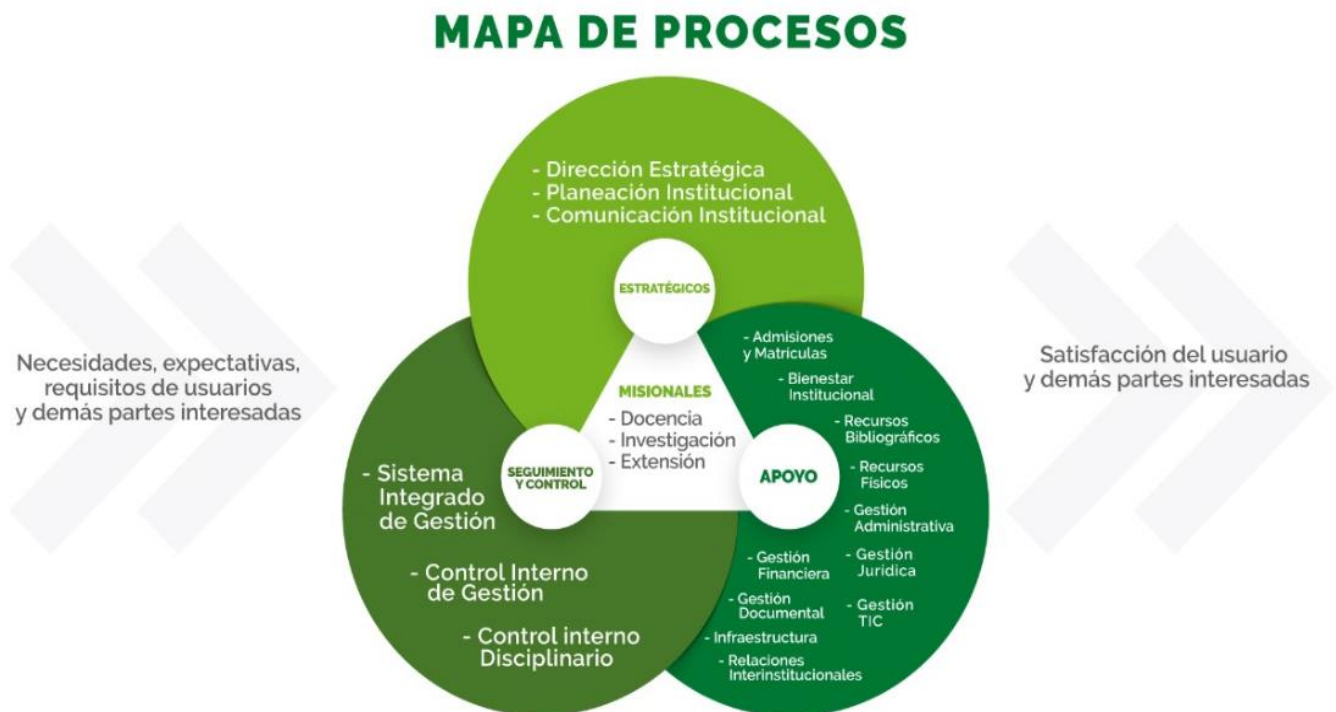 MAPA DE PROCESOS
- Dirección Estratégica
- Planeación Institucional
- Comunicación Institucional
ESTRATÉGICOS
Necesidades, expectativas,
requisitos de usuarios
y demás partes interesadas
MISIONALES
- Docencia
- Investigación
- Extensión
SEGUIMIENTO
Y CONTROL
- Sistema
Integrado
de Gestión
- Control Interno
de Gestión
- Control interno
Disciplinario
APOYO
- Admisiones
y Matrículas
- Bienestar
Institucional
- Recursos
Bibliográficos
- Recursos
Físicos
- Gestión
Administrativa
- Gestión
Jurídica
- Gestión
TIC
- Gestión
Financiera
- Gestión
Documental
- Infraestructura
- Relaciones
Interinstitucionales
Satisfacción del usuario
y demás partes interesadas